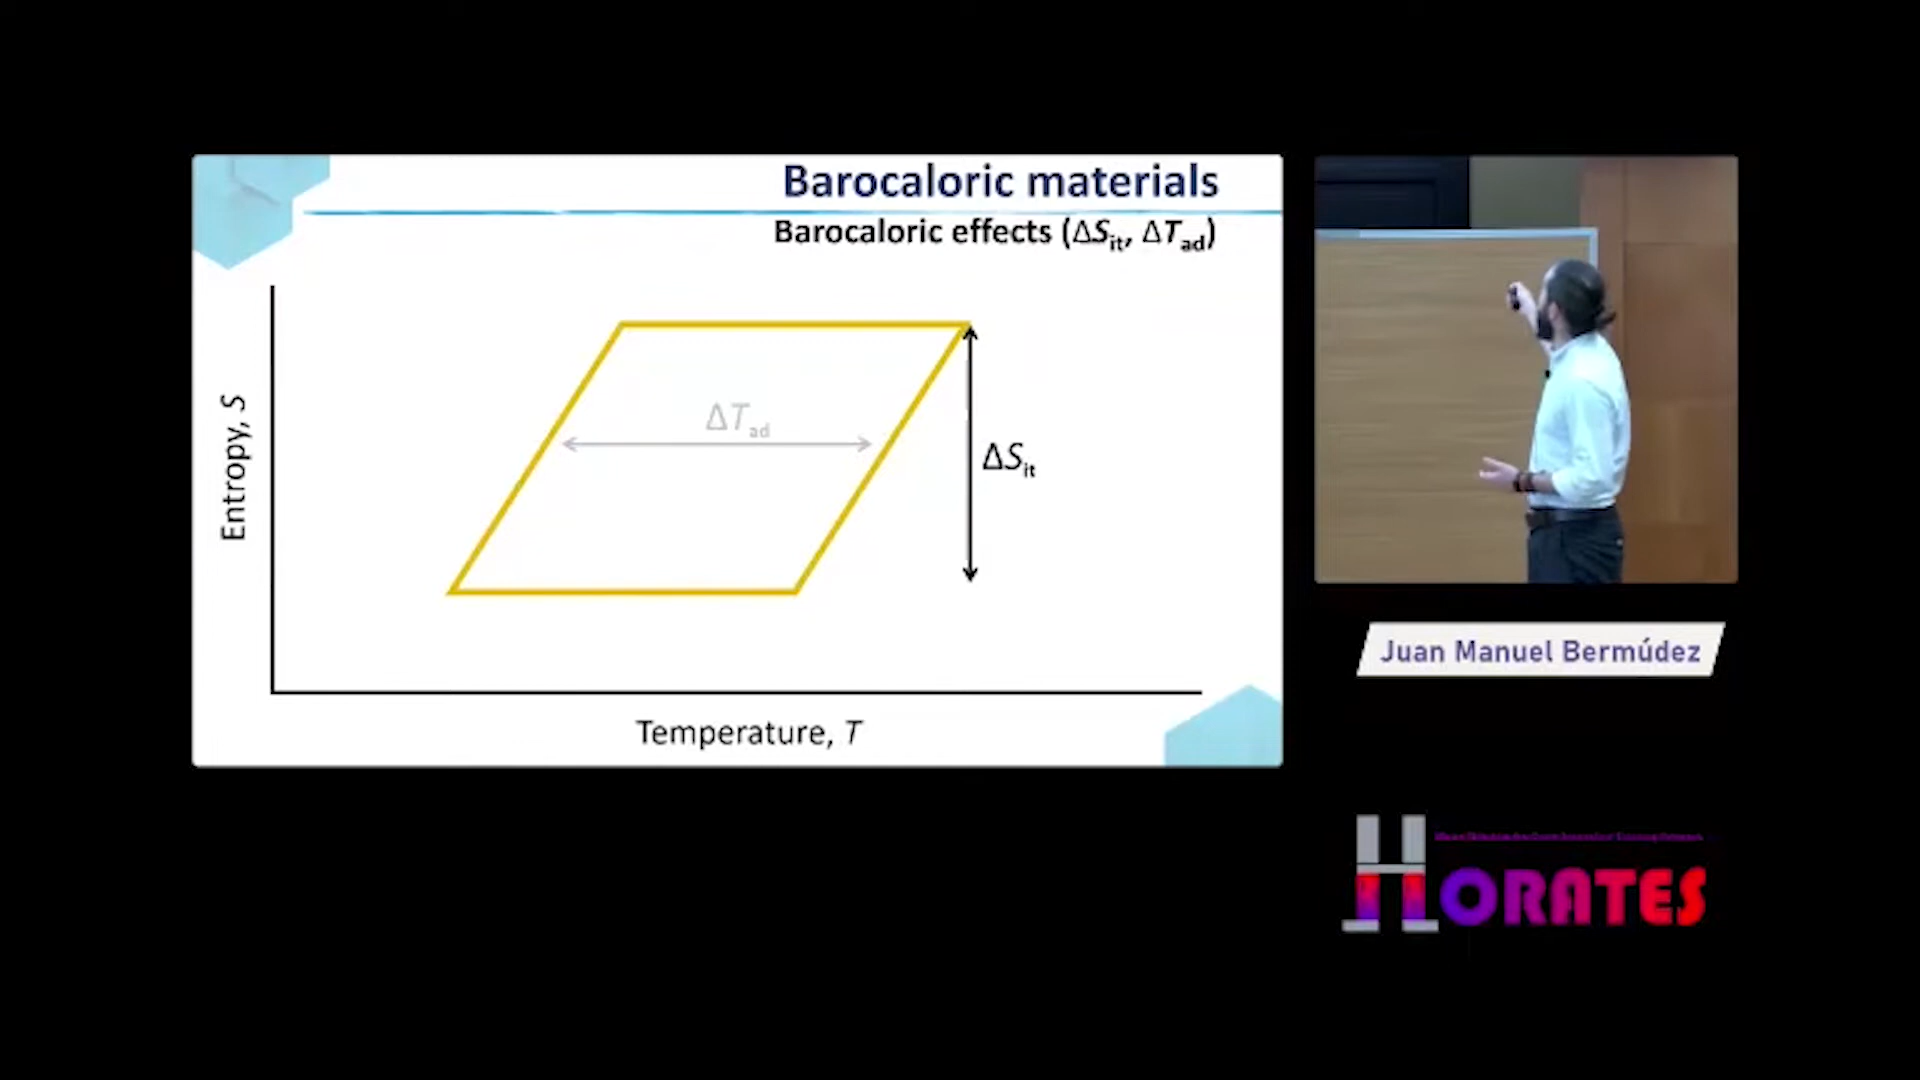 Barocaloric materials
Barocaloric effects (ΔSit, ΔTad)
ΔTad
ΔSit
Entropy, S
Temperature, T
Juan Manuel Bermúdez
HORATES